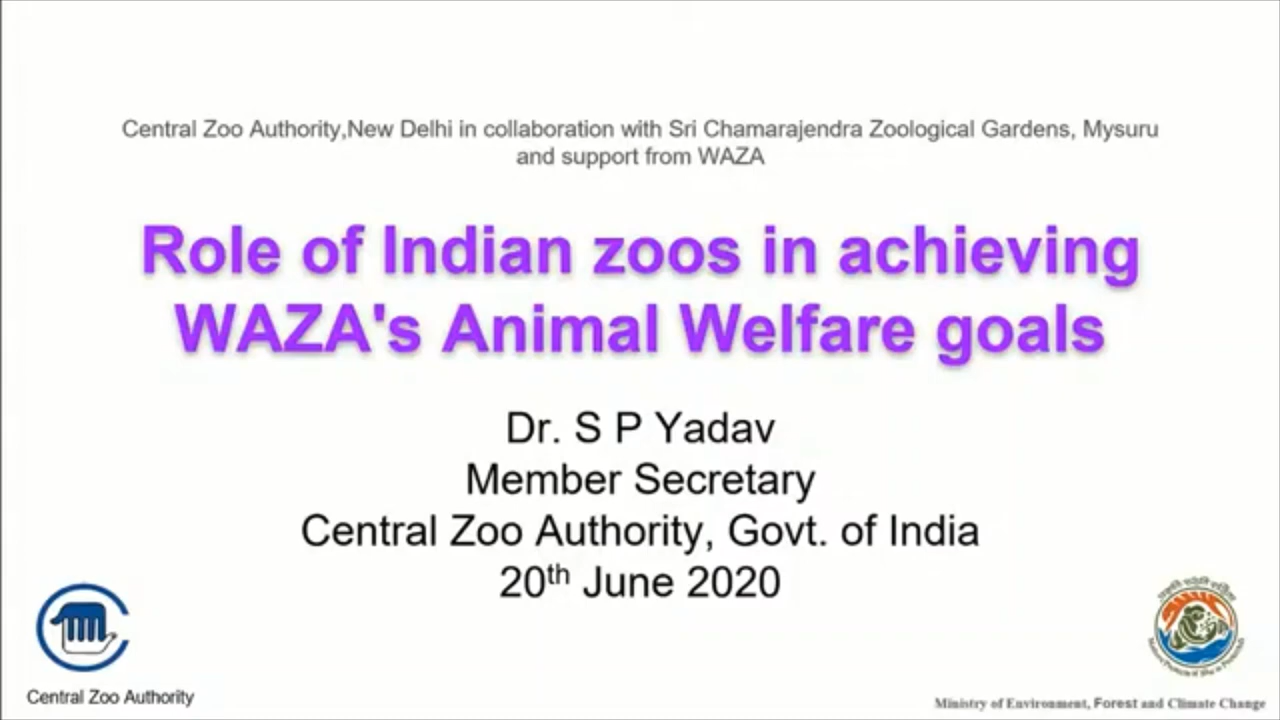 Central Zoo Authority,New Delhi in collaboration with Sri Chamarajendra Zoological Gardens, Mysuru
and support from WAZA
Role of Indian zoos in achieving
WAZA's Animal Welfare goals
Dr. S P Yadav
Member Secretary
Central Zoo Authority, Govt. of India
20th June 2020
Central Zoo Authority
Ministry of Environment, Forest and Climate Change